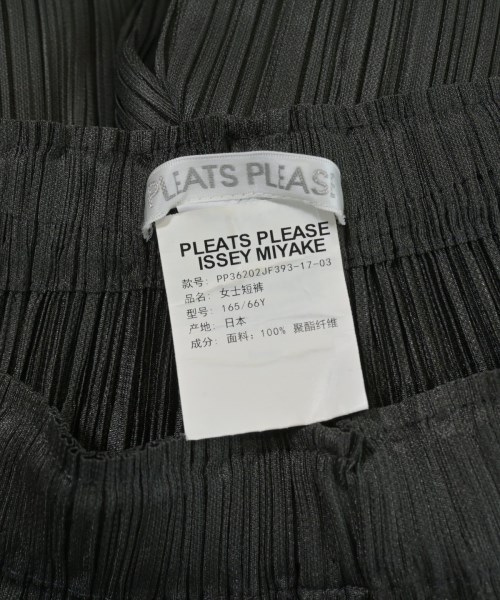 PLEATS PLEASE
PLEATS PLEASE
ISSEY MIYAKE
款号: PP36202JF393-17-03
品名: 女士短裤
型号: 165/66Y
产地: 日本
成分: 面料: 100% 聚酯纤维